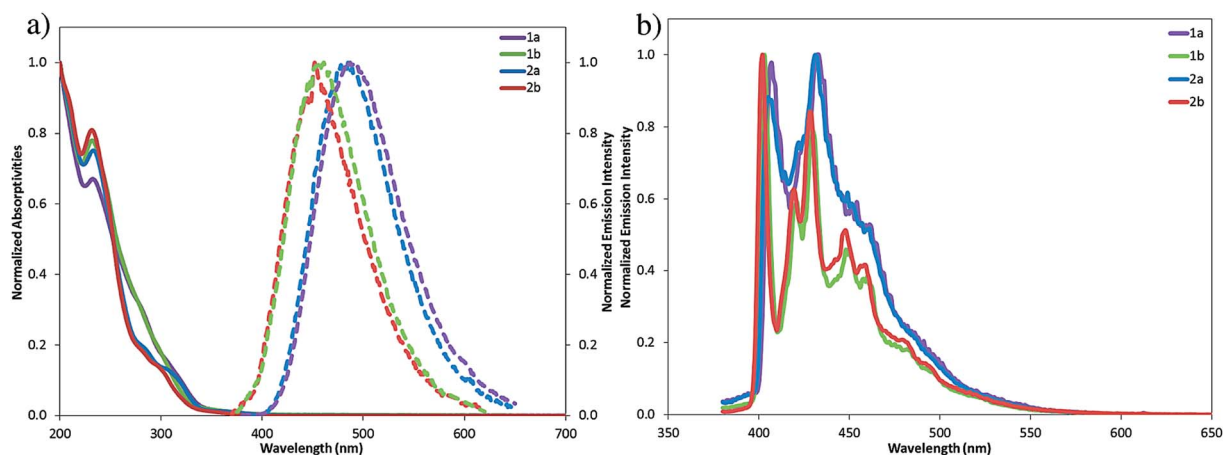 a)
1a
1b
2a
2b
1.0
0.8
0.6
0.4
0.2
0.0
Normalized Absorptivities
200
300
400
500
600
700
Wavelength (nm)
1.0
0.8
0.6
0.4
0.2
0.0
Normalized Emission Intensity
b)
1a
1b
2a
2b
1.0
0.8
0.6
0.4
0.2
0.0
Normalized Emission Intensity
350
400
450
500
550
600
650
Wavelength (nm)